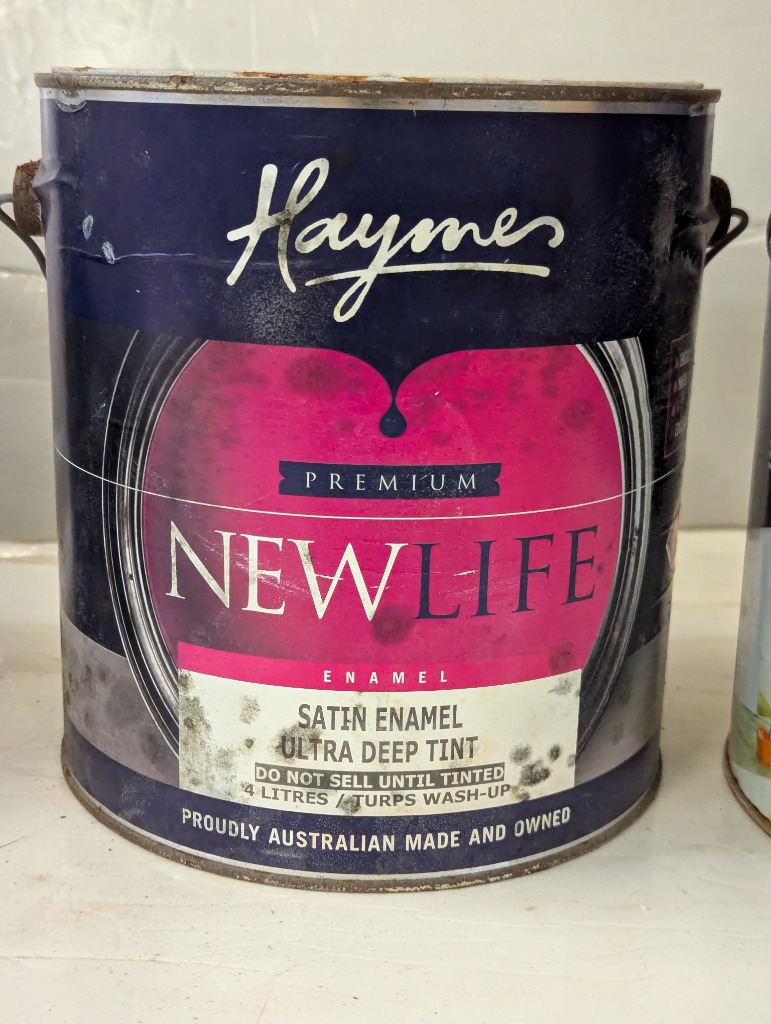 Haymes
PREMIUM
NEWLIFE
ENAMEL
SATIN ENAMEL
ULTRA DEEP TINT
DO NOT SELL UNTIL TINTED
4 LITRES / TURPS WASH-UP
PROUDLY AUSTRALIAN MADE AND OWNED